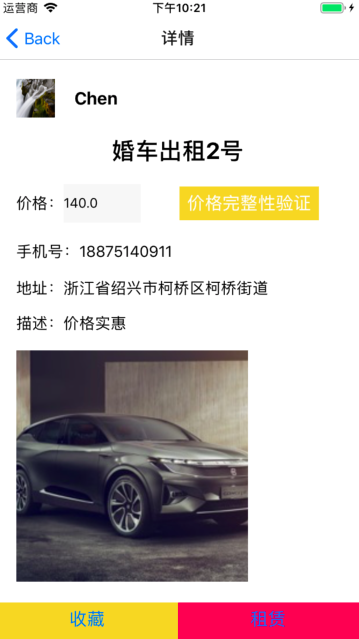 运营商 下午10:21
Back 详情
Chen
婚车出租2号
价格： 140.0 价格完整性验证
手机号：18875140911
地址：浙江省绍兴市柯桥区柯桥街道
描述：价格实惠
收藏 租赁